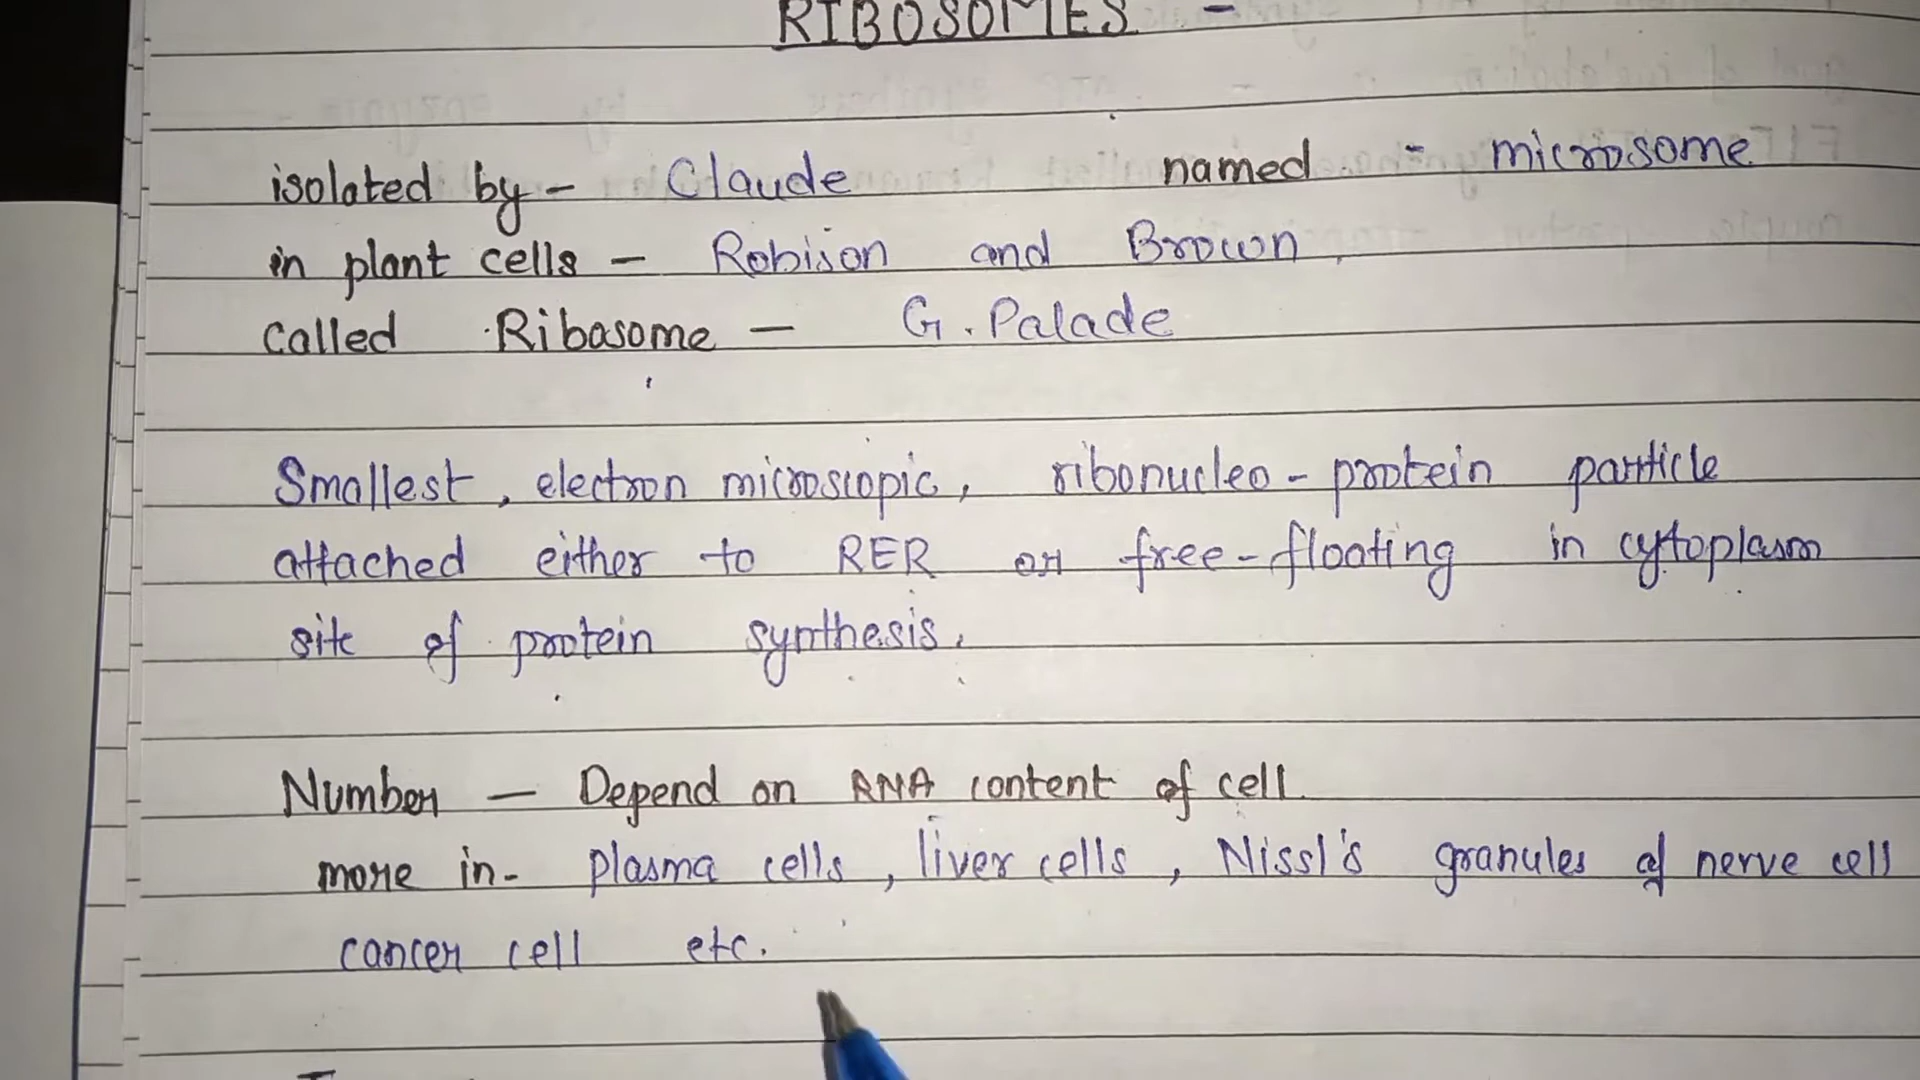 RIBOSOMES -
isolated by - Claude named - microsome
in plant cells - Robison and Brown
called Ribosome - G. Palade
Smallest, electron microscopic, ribonucleo-protein particle
attached either to RER or free-floating in cytoplasm
site of protein synthesis.
Number - Depend on RNA content of cell.
more in- plasma cells, liver cells, Nissl's granules of nerve cell
cancer cell etc.